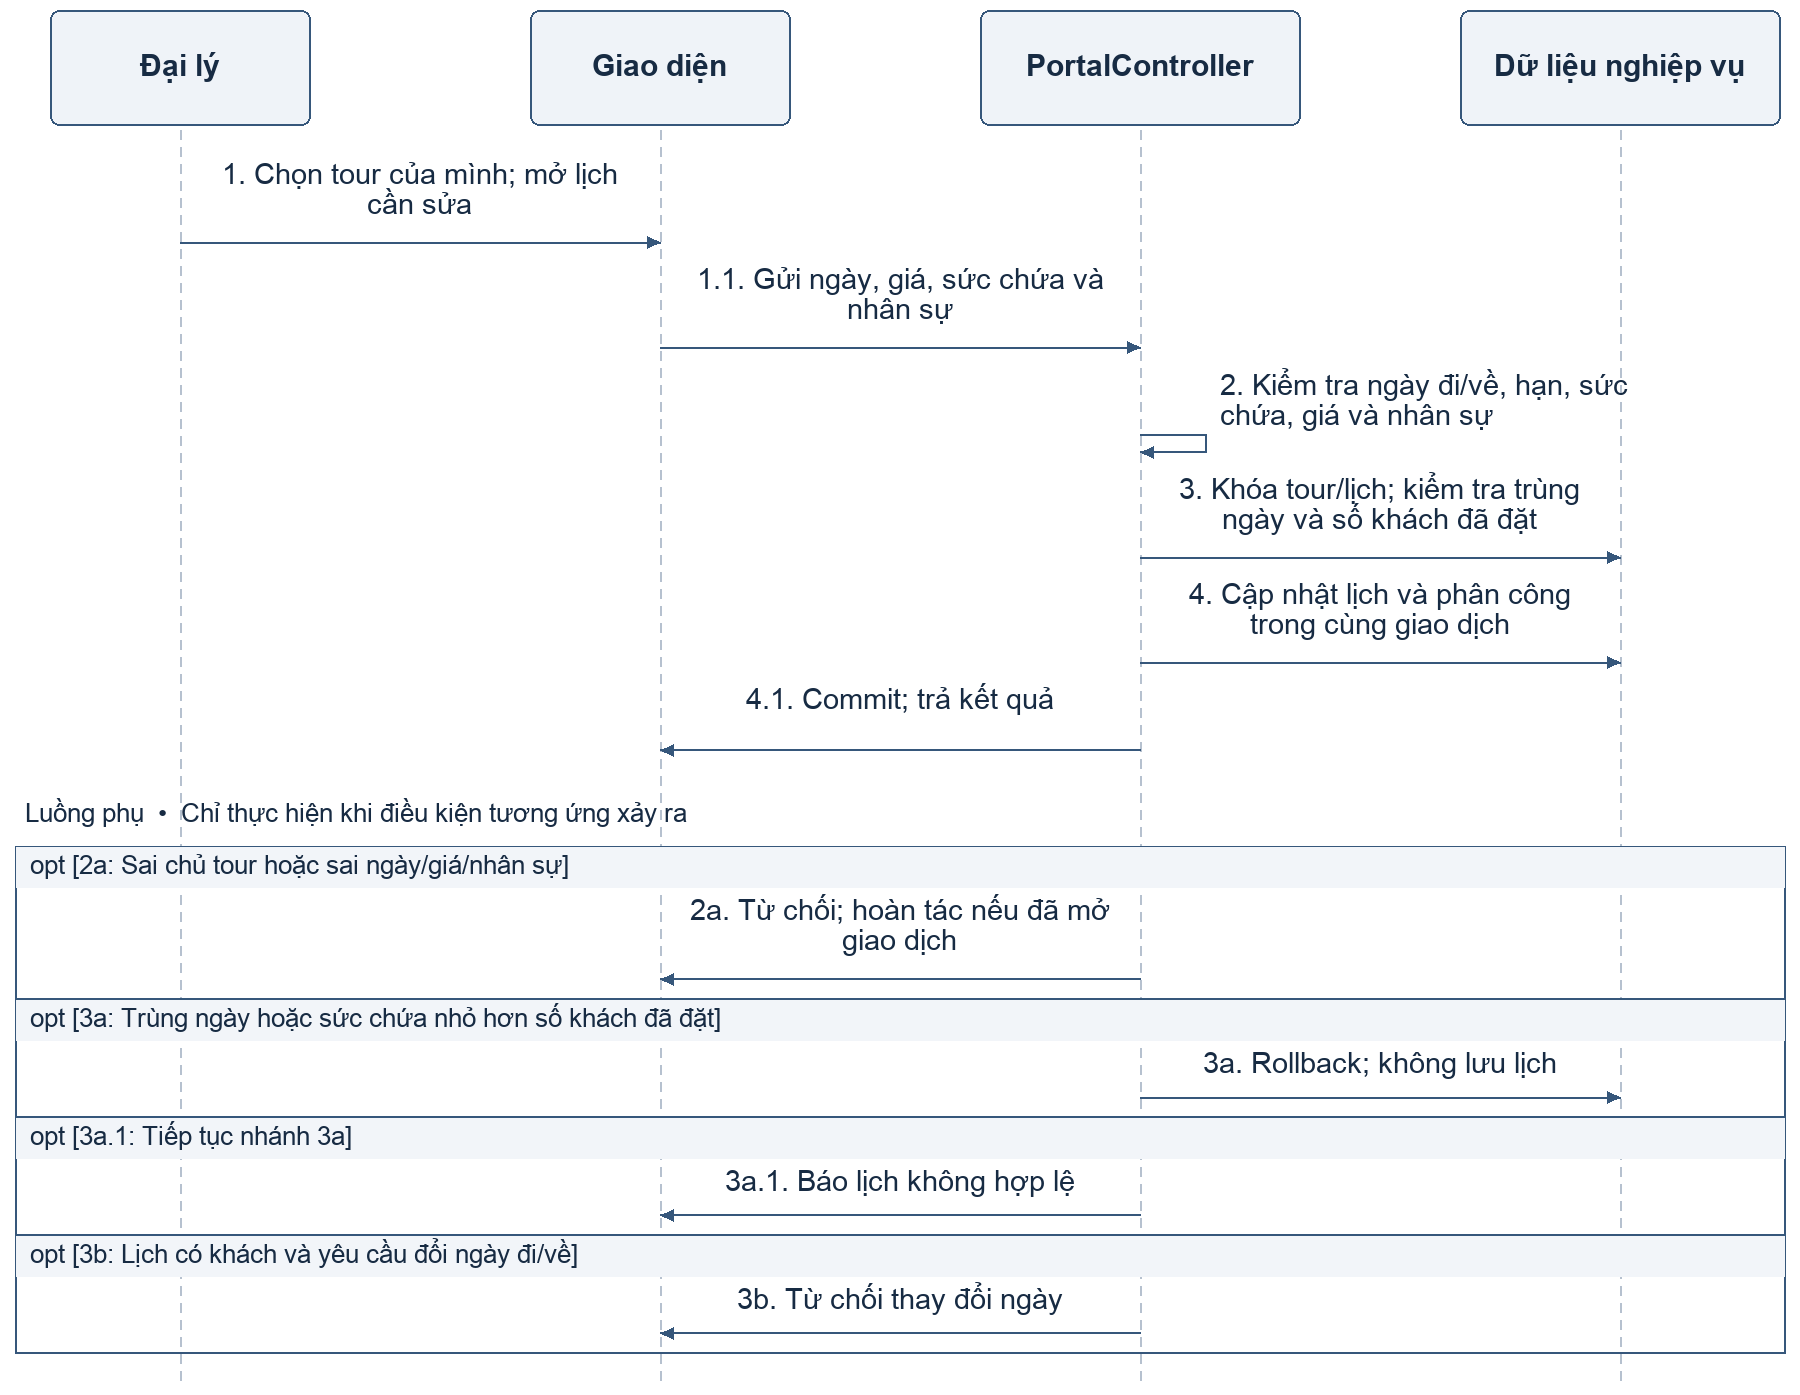 Đại lý
Giao diện
PortalController
Dữ liệu nghiệp vụ
1. Chọn tour của mình; mở lịch
cần sửa
1.1. Gửi ngày, giá, sức chứa và
nhân sự
2. Kiểm tra ngày đi/về, hạn, sức
chứa, giá và nhân sự
3. Khóa tour/lịch; kiểm tra trùng
ngày và số khách đã đặt
4. Cập nhật lịch và phân công
trong cùng giao dịch
4.1. Commit; trả kết quả
Luồng phụ • Chỉ thực hiện khi điều kiện tương ứng xảy ra
opt [2a: Sai chủ tour hoặc sai ngày/giá/nhân sự]
2a. Từ chối; hoàn tác nếu đã mở
giao dịch
opt [3a: Trùng ngày hoặc sức chứa nhỏ hơn số khách đã đặt]
3a. Rollback; không lưu lịch
opt [3a.1: Tiếp tục nhánh 3a]
3a.1. Báo lịch không hợp lệ
opt [3b: Lịch có khách và yêu cầu đổi ngày đi/về]
3b. Từ chối thay đổi ngày